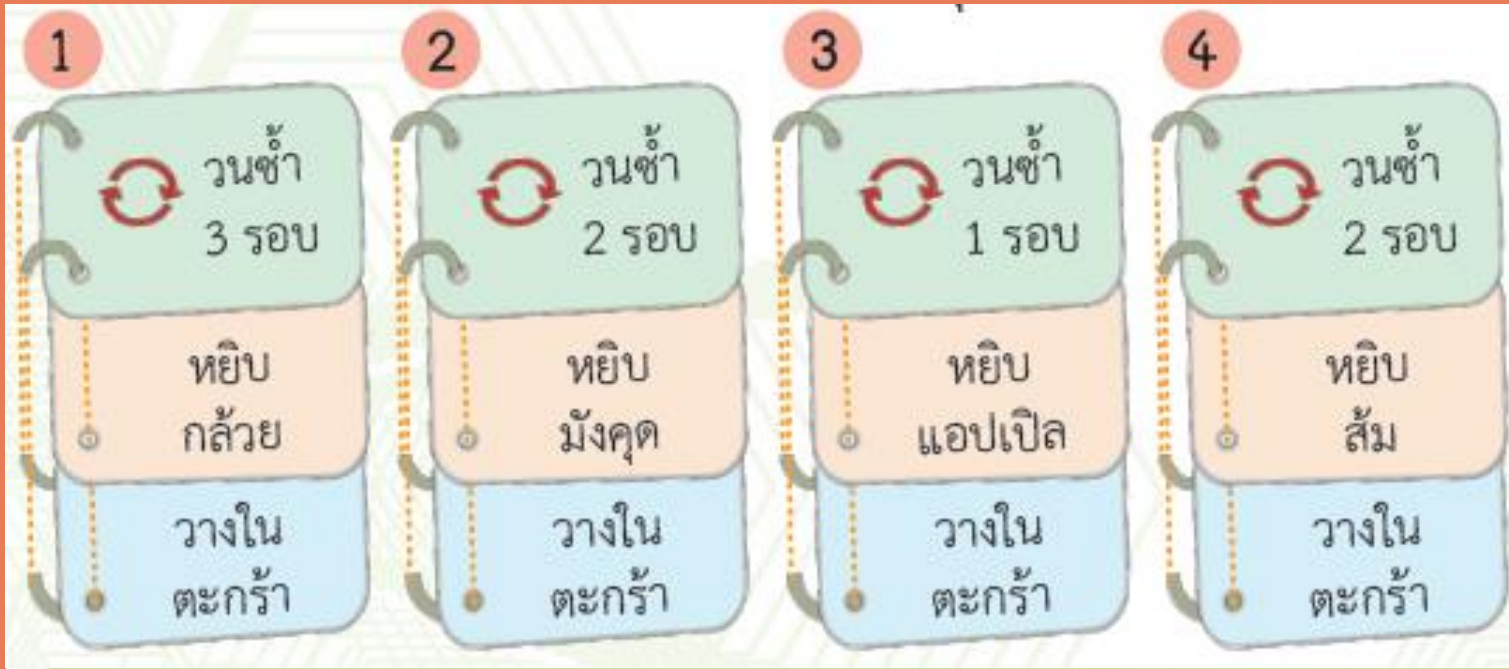 1
วนซ้ำ
3 รอบ
หยิบ
กล้วย
วางใน
ตะกร้า
2
วนซ้ำ
2 รอบ
หยิบ
มังคุด
วางใน
ตะกร้า
3
วนซ้ำ
1 รอบ
หยิบ
แอปเปิล
วางใน
ตะกร้า
4
วนซ้ำ
2 รอบ
หยิบ
ส้ม
วางใน
ตะกร้า